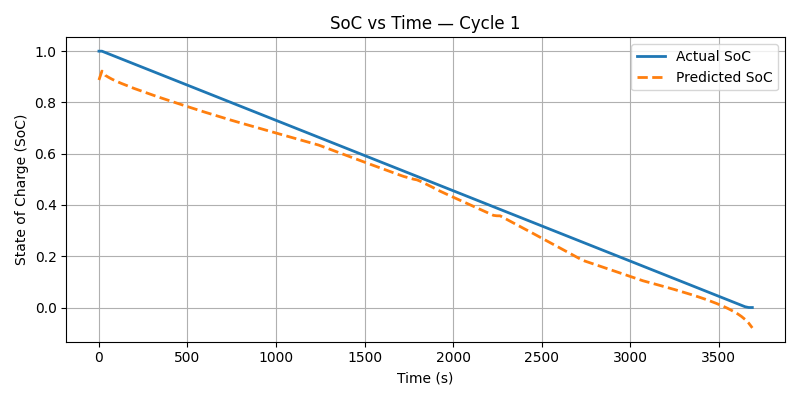 SoC vs Time — Cycle 1
Actual SoC
Predicted SoC
State of Charge (SoC)
1.0
0.8
0.6
0.4
0.2
0.0
0 500 1000 1500 2000 2500 3000 3500
Time (s)